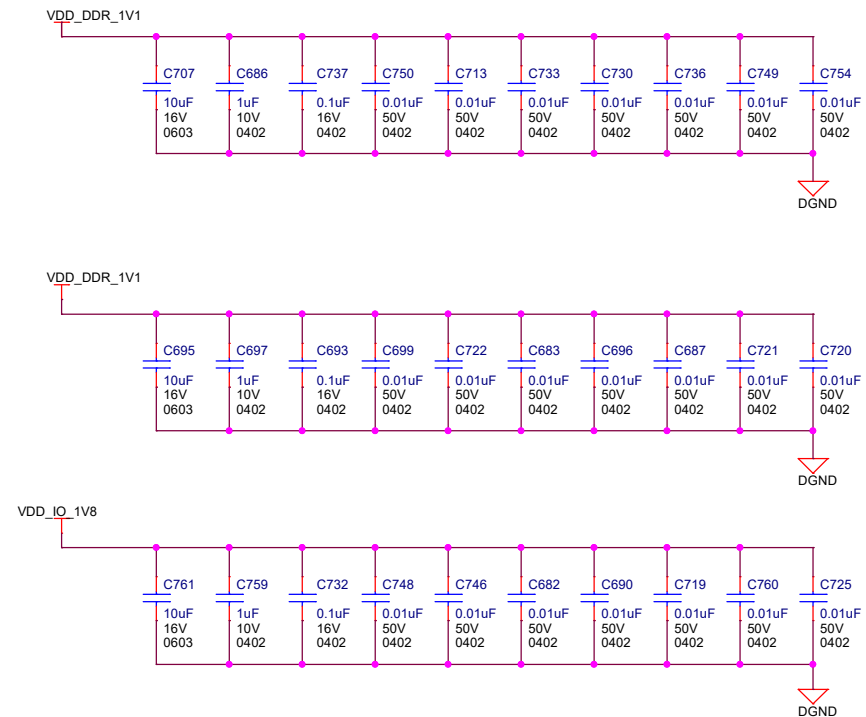 VDD_DDR_1V1
C707 C686 C737 C750 C713 C733 C730 C736 C749 C754
10uF 1uF 0.1uF 0.01uF 0.01uF 0.01uF 0.01uF 0.01uF 0.01uF 0.01uF
16V 10V 16V 50V 50V 50V 50V 50V 50V 50V
0603 0402 0402 0402 0402 0402 0402 0402 0402 0402
DGND
VDD_DDR_1V1
C695 C697 C693 C699 C722 C683 C696 C687 C721 C720
10uF 1uF 0.1uF 0.01uF 0.01uF 0.01uF 0.01uF 0.01uF 0.01uF 0.01uF
16V 10V 16V 50V 50V 50V 50V 50V 50V 50V
0603 0402 0402 0402 0402 0402 0402 0402 0402 0402
DGND
VDD_IO_1V8
C761 C759 C732 C748 C746 C682 C690 C719 C760 C725
10uF 1uF 0.1uF 0.01uF 0.01uF 0.01uF 0.01uF 0.01uF 0.01uF 0.01uF
16V 10V 16V 50V 50V 50V 50V 50V 50V 50V
0603 0402 0402 0402 0402 0402 0402 0402 0402 0402
DGND